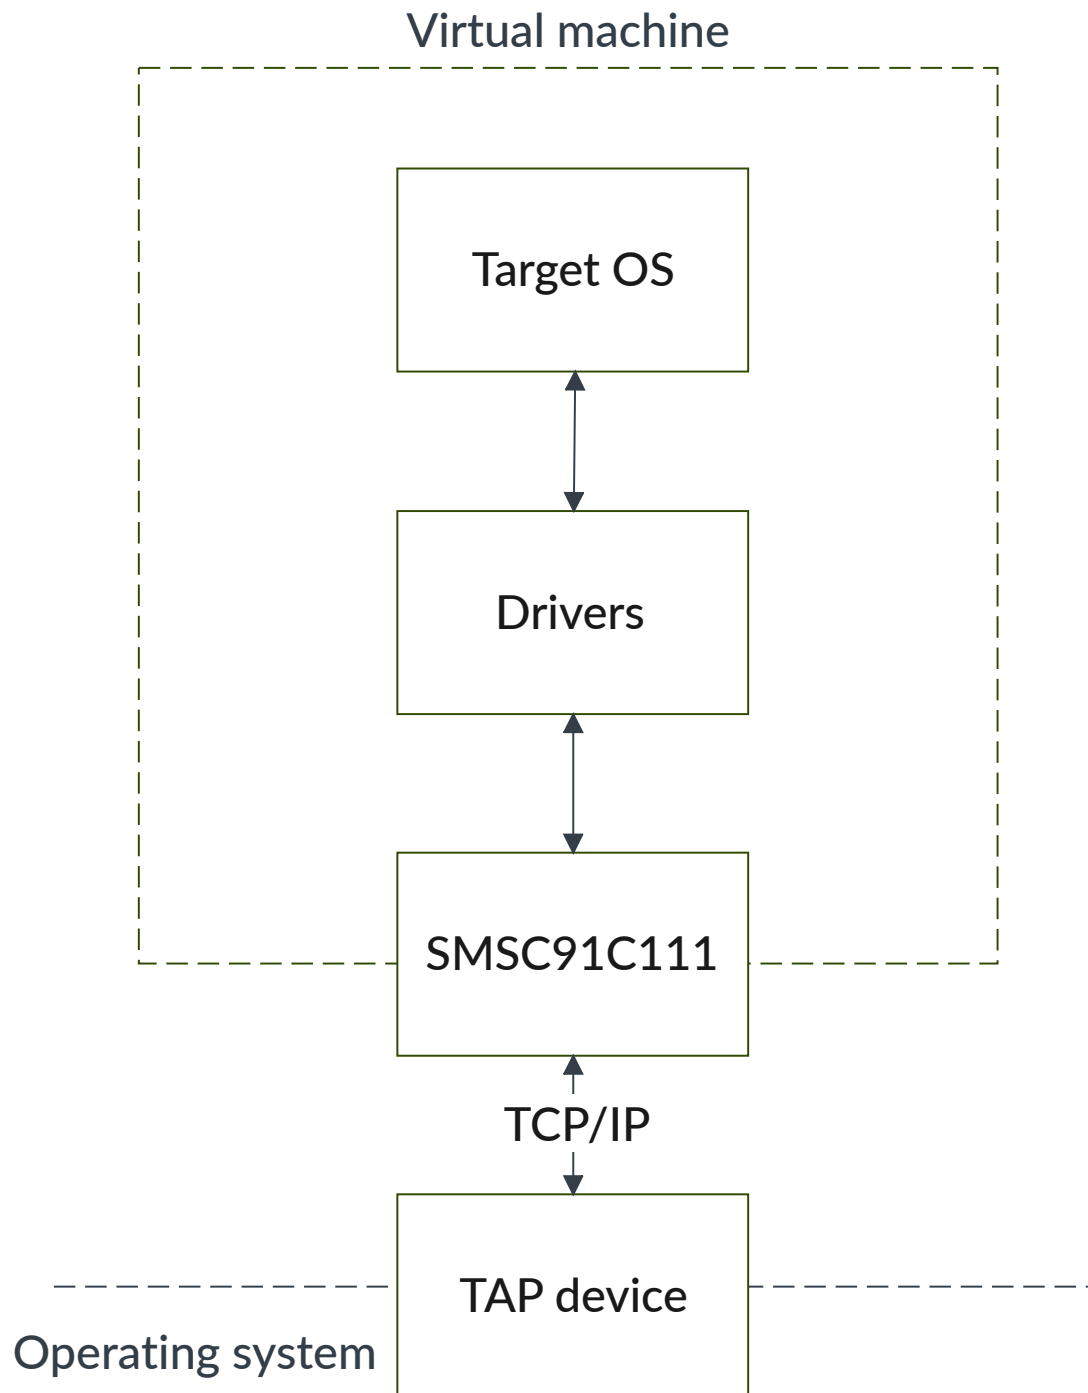 Virtual machine
Target OS
Drivers
SMSC91C111
TCP/IP
TAP device
Operating system